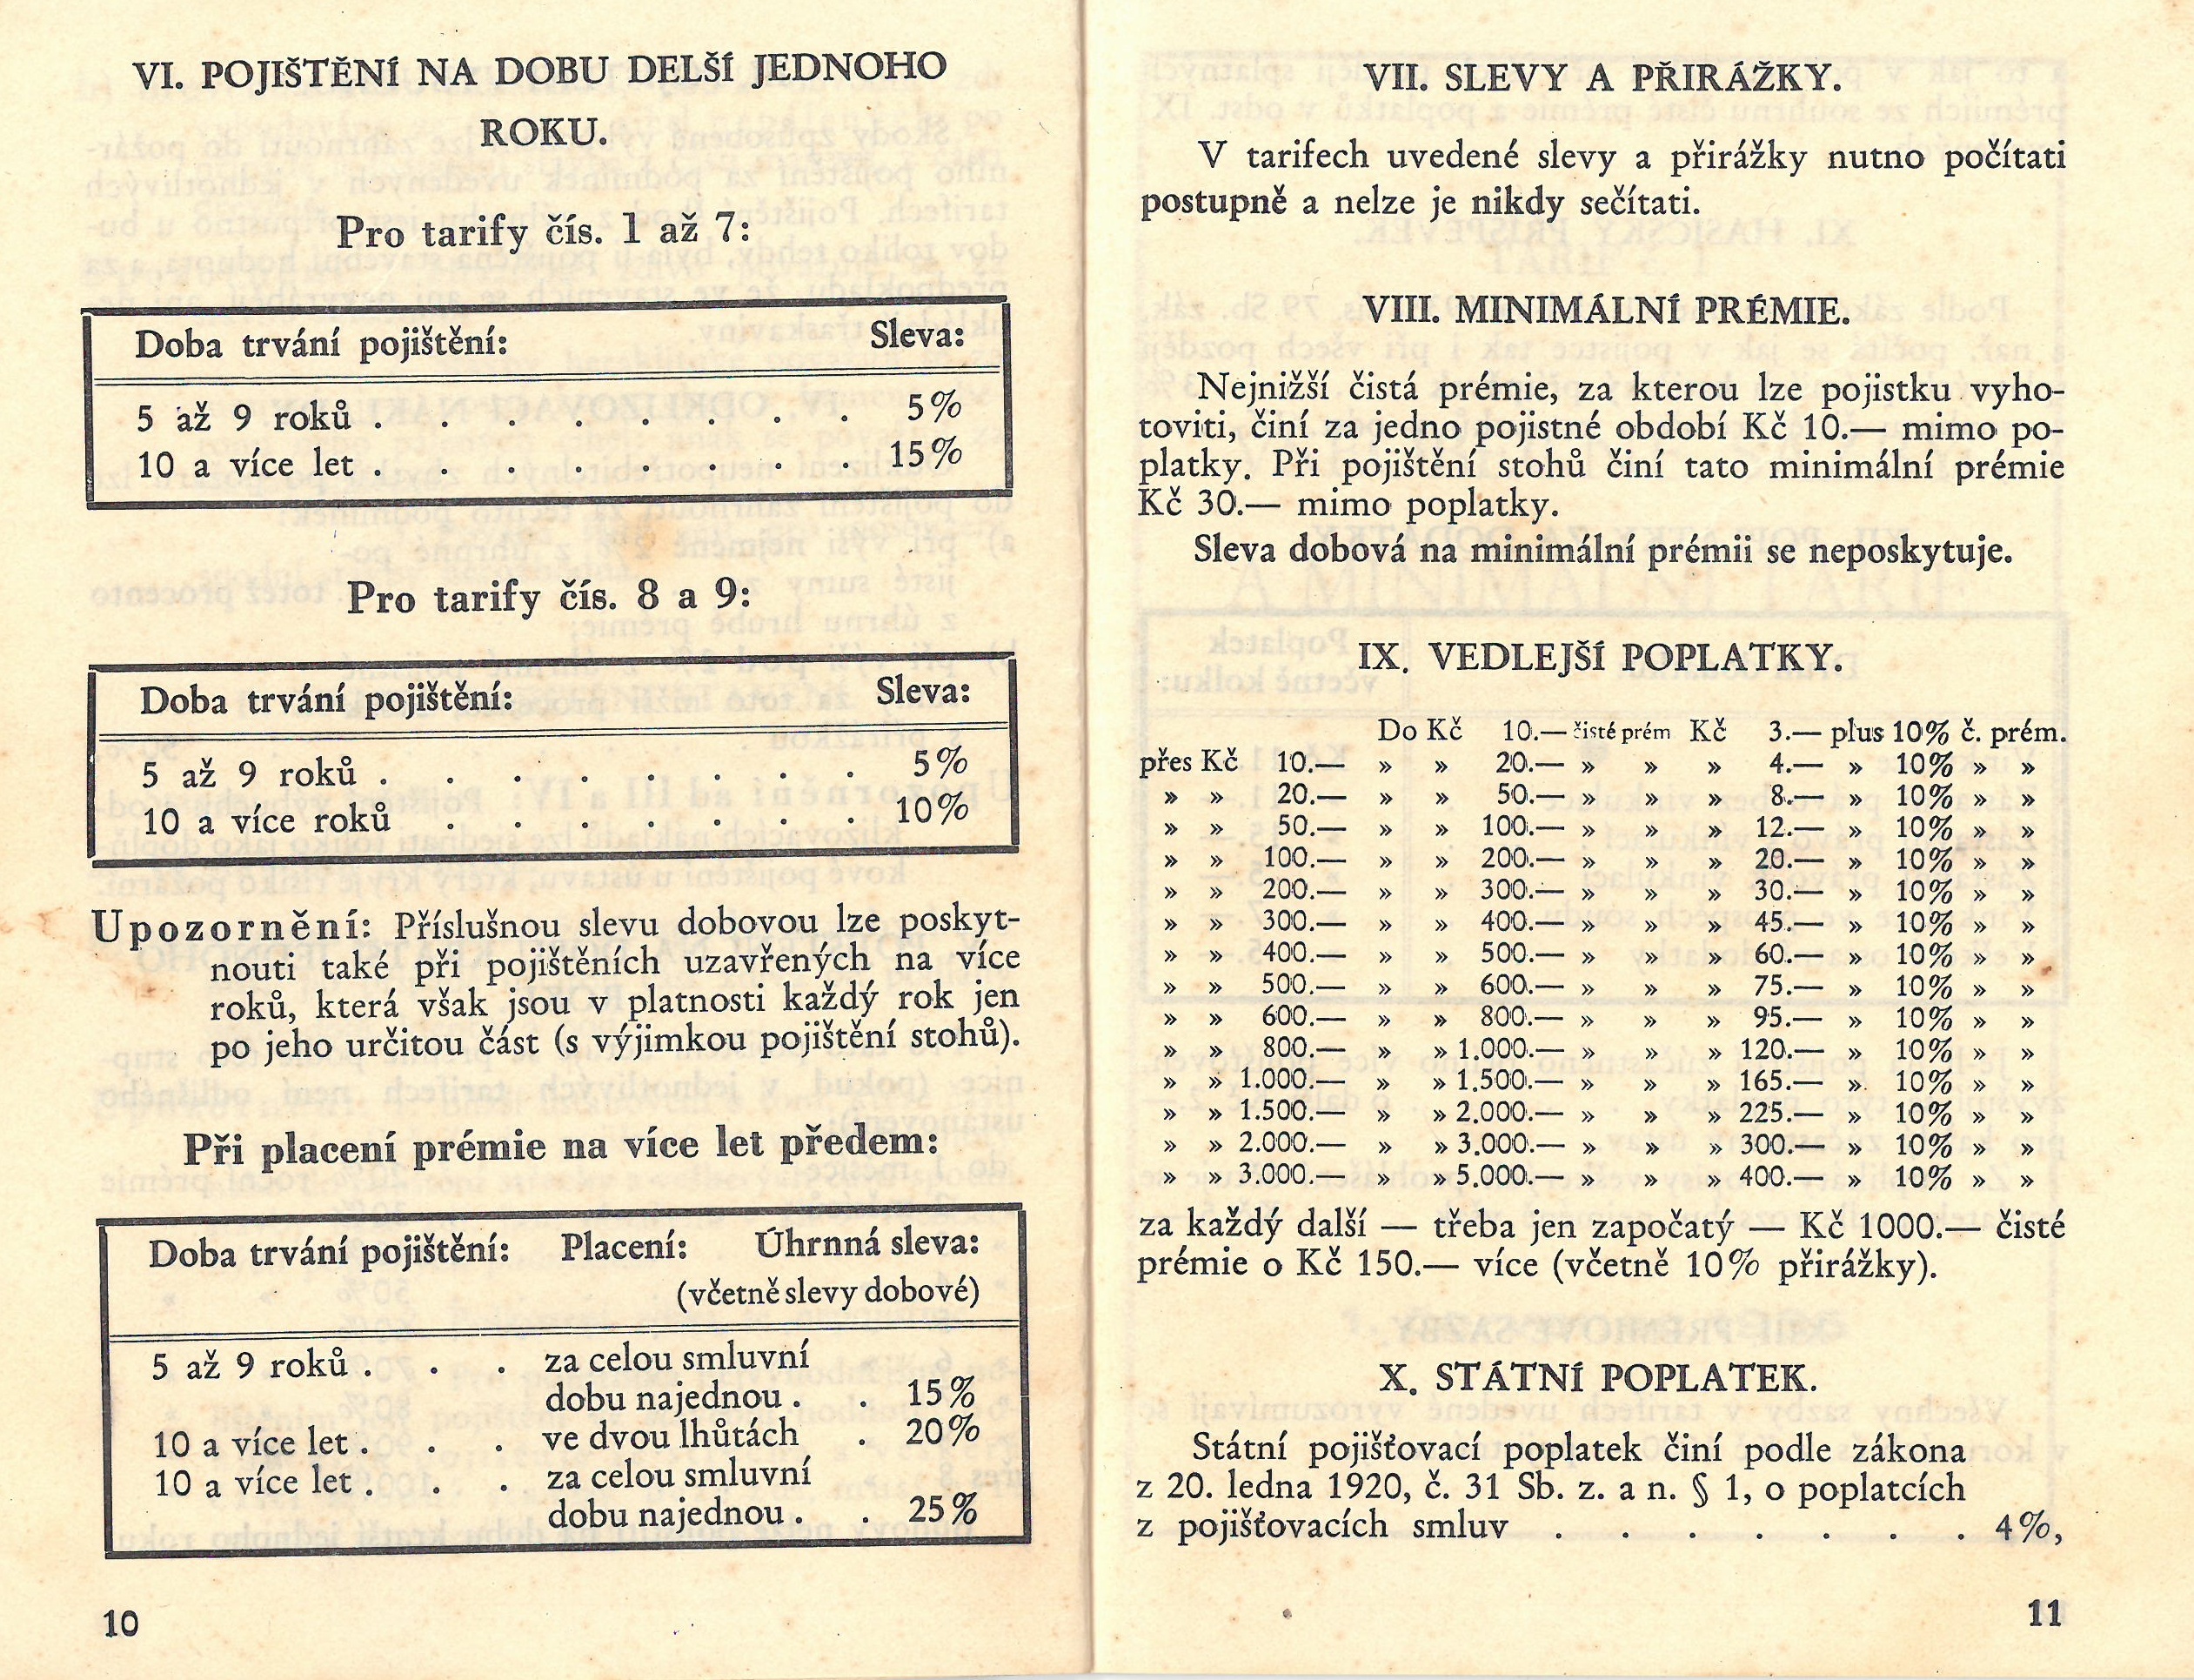 VI. POJIŠTĚNÍ NA DOBU DELŠÍ JEDNOHO
ROKU.
Pro tarify čís. 1 až 7:
Doba trvání pojištění: Sleva:
5 až 9 roků . . . . . . . . 5%
10 a více let . . . . . . . . 15%
Pro tarify čís. 8 a 9:
Doba trvání pojištění: Sleva:
5 až 9 roků . . . . . . . . 5%
10 a více roků . . . . . . . 10%
Upozornění: Příslušnou slevu dobovou lze poskyt-
nouti také při pojištěních uzavřených na více
roků, která však jsou v platnosti každý rok jen
po jeho určitou část (s výjimkou pojištění stohů).
Při placení prémie na více let předem:
Doba trvání pojištění: Placení: Úhrnná sleva:
(včetně slevy dobové)
5 až 9 roků . . . za celou smluvní
dobu najednou . . 15%
10 a více let . . . ve dvou lhůtách . 20%
10 a více let . . . za celou smluvní
dobu najednou . . 25%
10
VII. SLEVY A PŘIRÁŽKY.
V tarifech uvedené slevy a přirážky nutno počítati
postupně a nelze je nikdy sečítati.
VIII. MINIMÁLNÍ PRÉMIE.
Nejnižší čistá prémie, za kterou lze pojistku vyho-
toviti, činí za jedno pojistné období Kč 10.— mimo po-
platky. Při pojištění stohů činí tato minimální prémie
Kč 30.— mimo poplatky.
Sleva dobová na minimální prémii se neposkytuje.
IX. VEDLEJŠÍ POPLATKY.
Do Kč 10.— čisté prém Kč 3.— plus 10% č. prém.
přes Kč 10.— » » 20.— » » » 4.— » 10% » »
» » 20.— » » 50.— » » » 8.— » 10% » »
» » 50.— » » 100.— » » » 12.— » 10% » »
» » 100.— » » 200.— » » » 20.— » 10% » »
» » 200.— » » 300.— » » » 30.— » 10% » »
» » 300.— » » 400.— » » » 45.— » 10% » »
» » 400.— » » 500.— » » » 60.— » 10% » »
» » 500.— » » 600.— » » » 75.— » 10% » »
» » 600.— » » 800.— » » » 95.— » 10% » »
» » 800.— » » 1.000.— » » » 120.— » 10% » »
» » 1.000.— » » 1.500.— » » » 165.— » 10% » »
» » 1.500.— » » 2.000.— » » » 225.— » 10% » »
» » 2.000.— » » 3.000.— » » » 300.— » 10% » »
» » 3.000.— » » 5.000.— » » » 400.— » 10% » »
za každý další — třeba jen započatý — Kč 1000.— čisté
prémie o Kč 150.— více (včetně 10% přirážky).
X. STÁTNÍ POPLATEK.
Státní pojišťovací poplatek činí podle zákona
z 20. ledna 1920, č. 31 Sb. z. a n. § 1, o poplatcích
z pojišťovacích smluv . . . . . . . 4%,
11